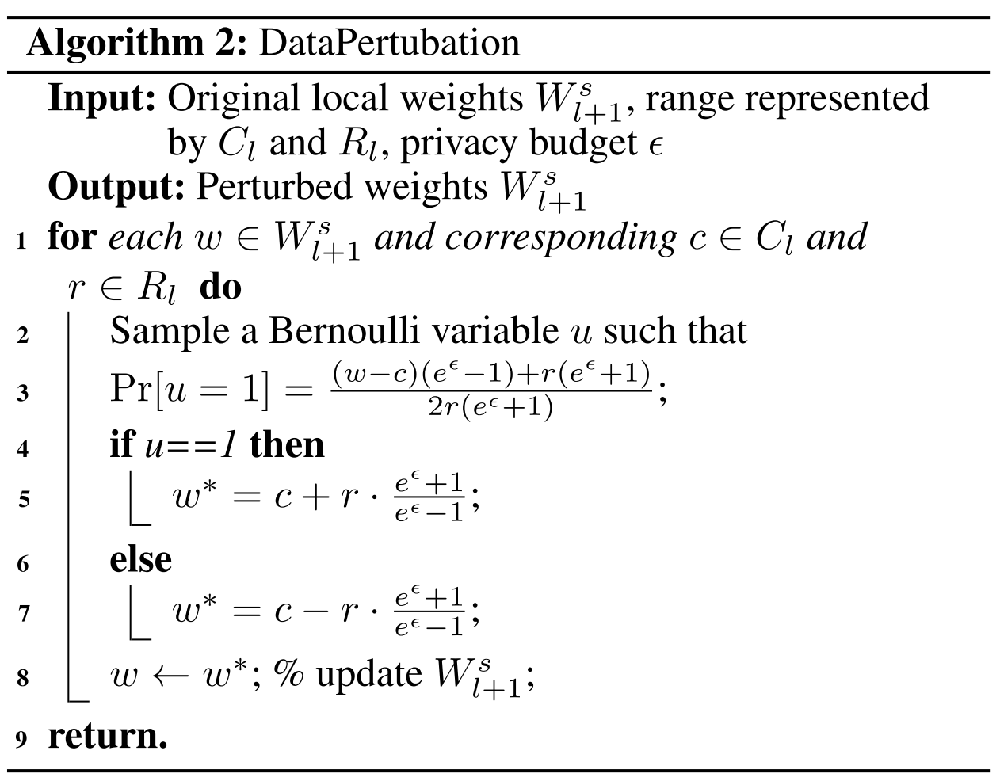 Algorithm 2: DataPertubation
Input: Original local weights $W_{l+1}^s$, range represented
by $C_l$ and $R_l$, privacy budget $\epsilon$
Output: Perturbed weights $W_{l+1}^s$
1 for each $w \in W_{l+1}^s$ and corresponding $c \in C_l$ and
$r \in R_l$ do
2 Sample a Bernoulli variable $u$ such that
3 $\Pr[u = 1] = \frac{(w-c)(e^\epsilon-1)+r(e^\epsilon+1)}{2r(e^\epsilon+1)}$;
4 if u==1 then
5 $w^* = c + r \cdot \frac{e^\epsilon+1}{e^\epsilon-1}$;
6 else
7 $w^* = c - r \cdot \frac{e^\epsilon+1}{e^\epsilon-1}$;
8 $w \leftarrow w^*$; % update $W_{l+1}^s$;
9 return.